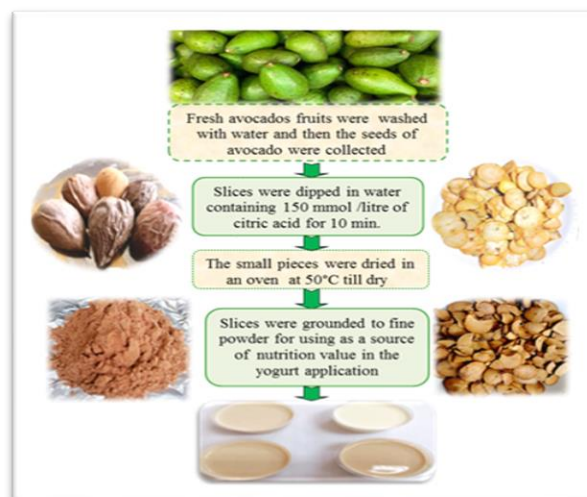 Fresh avocados fruits were washed
with water and then the seeds of
avocado were collected
Slices were dipped in water
containing 150 mmol /litre of
citric acid for 10 min.
The small pieces were dried in
an oven at 50°C till dry
Slices were grounded to fine
powder for using as a source
of nutrition value in the
yogurt application